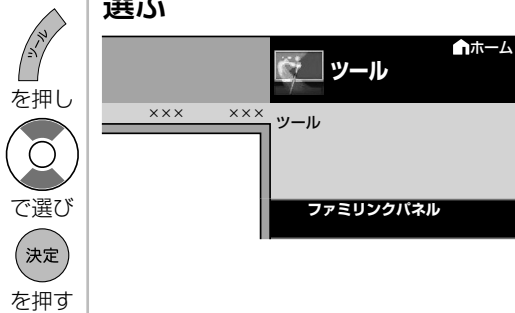 ツール
を押し
で選び
決定
を押す
選ぶ
ホーム
ツール
××× ×××
ツール
ファミリンクパネル